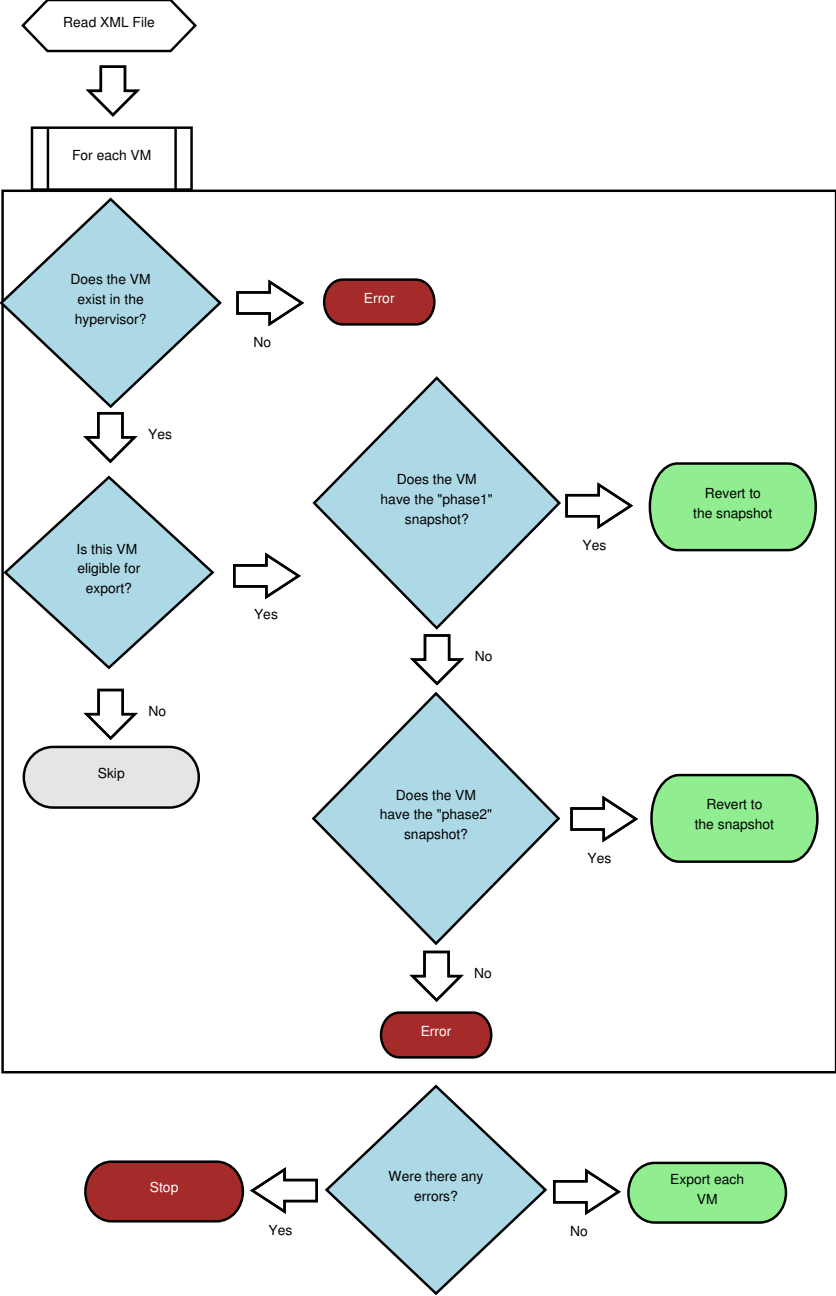 Read XML File
For each VM
Does the VM
exist in the
hypervisor?
No
Error
Yes
Is this VM
eligible for
export?
Yes
No
Skip
Does the VM
have the "phase1"
snapshot?
Yes
Revert to
the snapshot
No
Does the VM
have the "phase2"
snapshot?
Yes
Revert to
the snapshot
No
Error
Were there any
errors?
Yes
Stop
No
Export each
VM